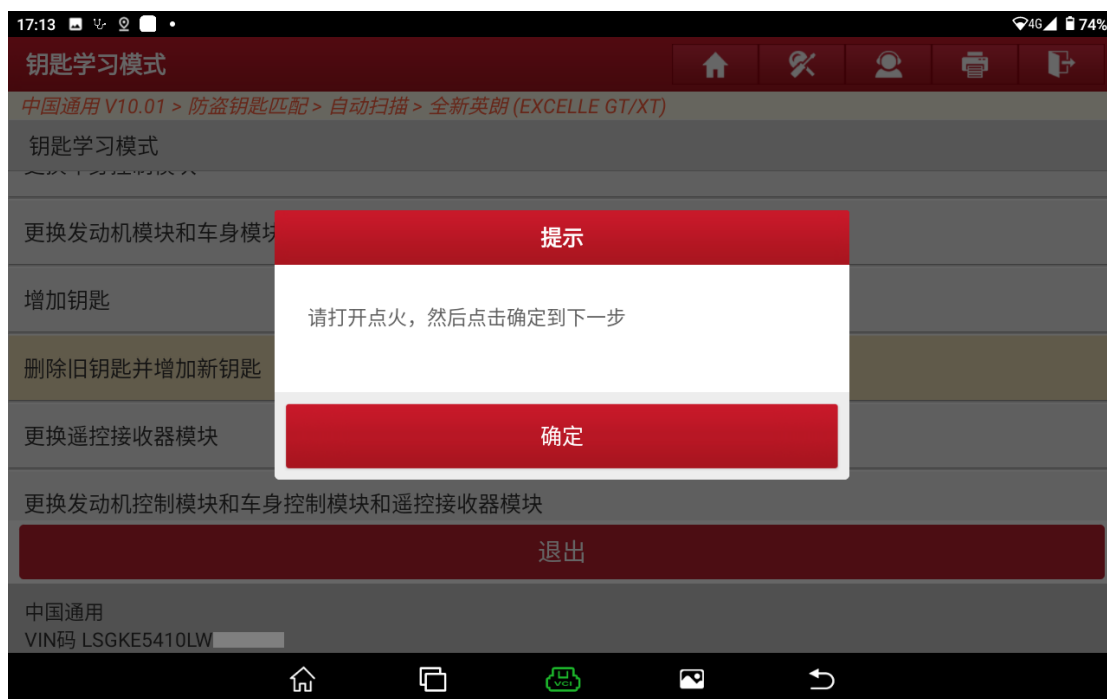 17:13
4G 74%
钥匙学习模式
中国通用 V10.01 > 防盗钥匙匹配 > 自动扫描 > 全新英朗 (EXCELLE GT/XT)
钥匙学习模式
更换发动机模块和车身模块
提示
增加钥匙
请打开点火，然后点击确定到下一步
删除旧钥匙并增加新钥匙
更换遥控接收器模块
确定
更换发动机控制模块和车身控制模块和遥控接收器模块
退出
中国通用
VIN码 LSGKE5410LW
VCI